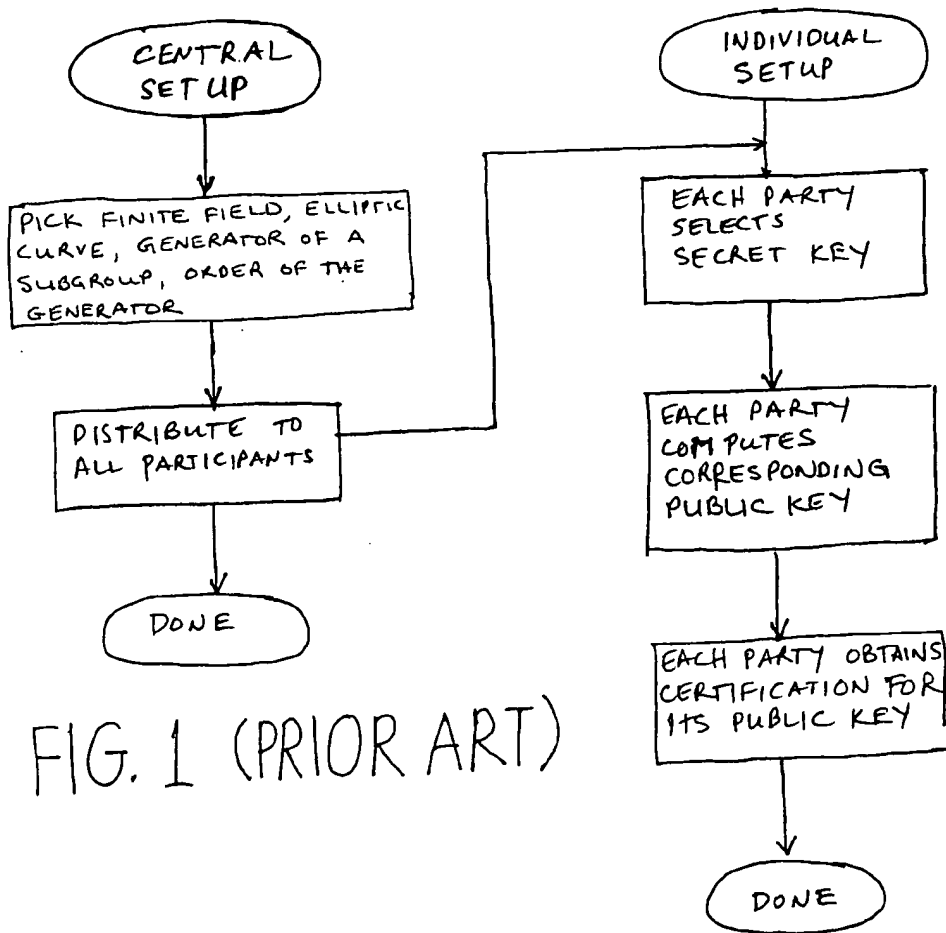 CENTRAL
SET UP
PICK FINITE FIELD, ELLIPTIC
CURVE, GENERATOR OF A
SUBGROUP, ORDER OF THE
GENERATOR
DISTRIBUTE TO
ALL PARTICIPANTS
DONE
FIG. 1 (PRIOR ART)
INDIVIDUAL
SETUP
EACH PARTY
SELECTS
SECRET KEY
EACH PARTY
COMPUTES
CORRESPONDING
PUBLIC KEY
EACH PARTY OBTAINS
CERTIFICATION FOR
ITS PUBLIC KEY
DONE